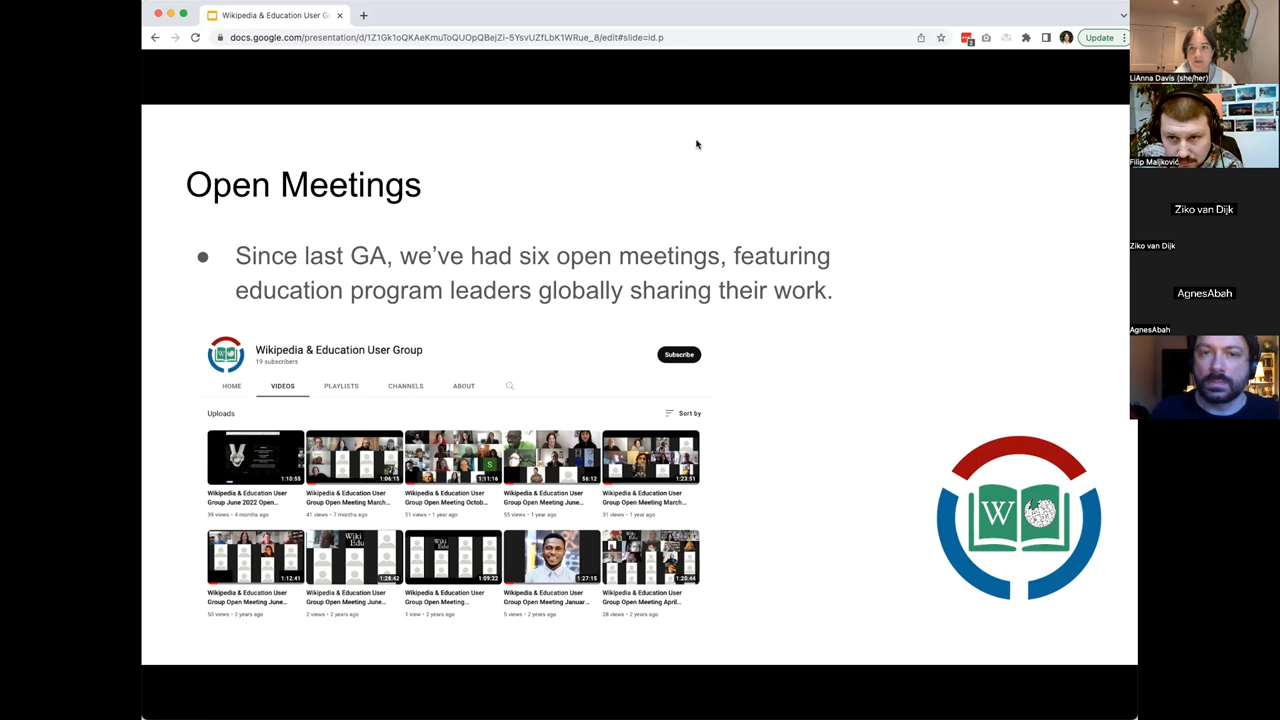 Wikipedia & Education User Gr
docs.google.com/presentation/d/1Z1Gk1oQKAeKmuToQUOpQBejZi-5YsvUZfLbK1WRue_8/edit#slide=id.p
2
Update
LiAnna Davis (she/her)
Filip Maljković
Ziko van Dijk
Ziko van Dijk
AgnesAbah
AgnesAbah
Open Meetings
● Since last GA, we’ve had six open meetings, featuring
education program leaders globally sharing their work.
Wikipedia & Education User Group
19 subscribers
Subscribe
HOME VIDEOS PLAYLISTS CHANNELS ABOUT
Uploads
Sort by
1:10:55 1:06:15 S 1:11:16 56:12 1:23:51
Wikipedia & Education User Wikipedia & Education User Wikipedia & Education User Wikipedia & Education User Wikipedia & Education User
Group June 2022 Open... Group Open Meeting March... Group Open Meeting Octob... Group Open Meeting June... Group Open Meeting March...
39 views • 4 months ago 41 views • 7 months ago 51 views • 1 year ago 55 views • 1 year ago 31 views • 1 year ago
Wiki Edu Wiki Edu
1:12:41 1:28:42 1:09:22 1:27:15 1:20:44
Wikipedia & Education User Wikipedia & Education User Wikipedia & Education User Wikipedia & Education User Wikipedia & Education User
Group Open Meeting June... Group Open Meeting June... Group Open Meeting... Group Open Meeting Januar... Group Open Meeting April...
50 views • 2 years ago 2 views • 2 years ago 1 view • 2 years ago 5 views • 2 years ago 28 views • 2 years ago
W